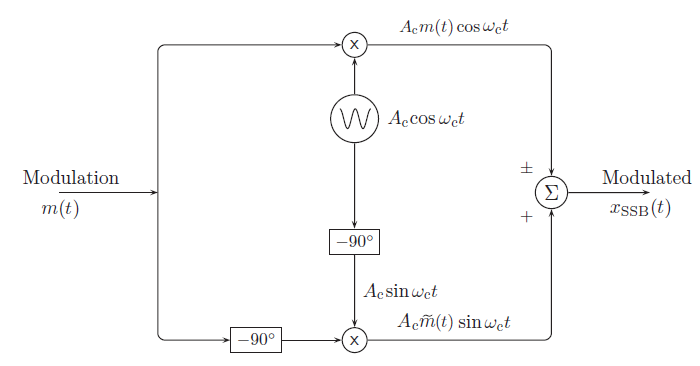 A_c m(t) cos ω_c t
x
A_c cos ω_c t
±
Modulation
m(t)
Σ
Modulated
x_SSB(t)
+
−90°
A_c sin ω_c t
A_c m̃(t) sin ω_c t
−90°
x